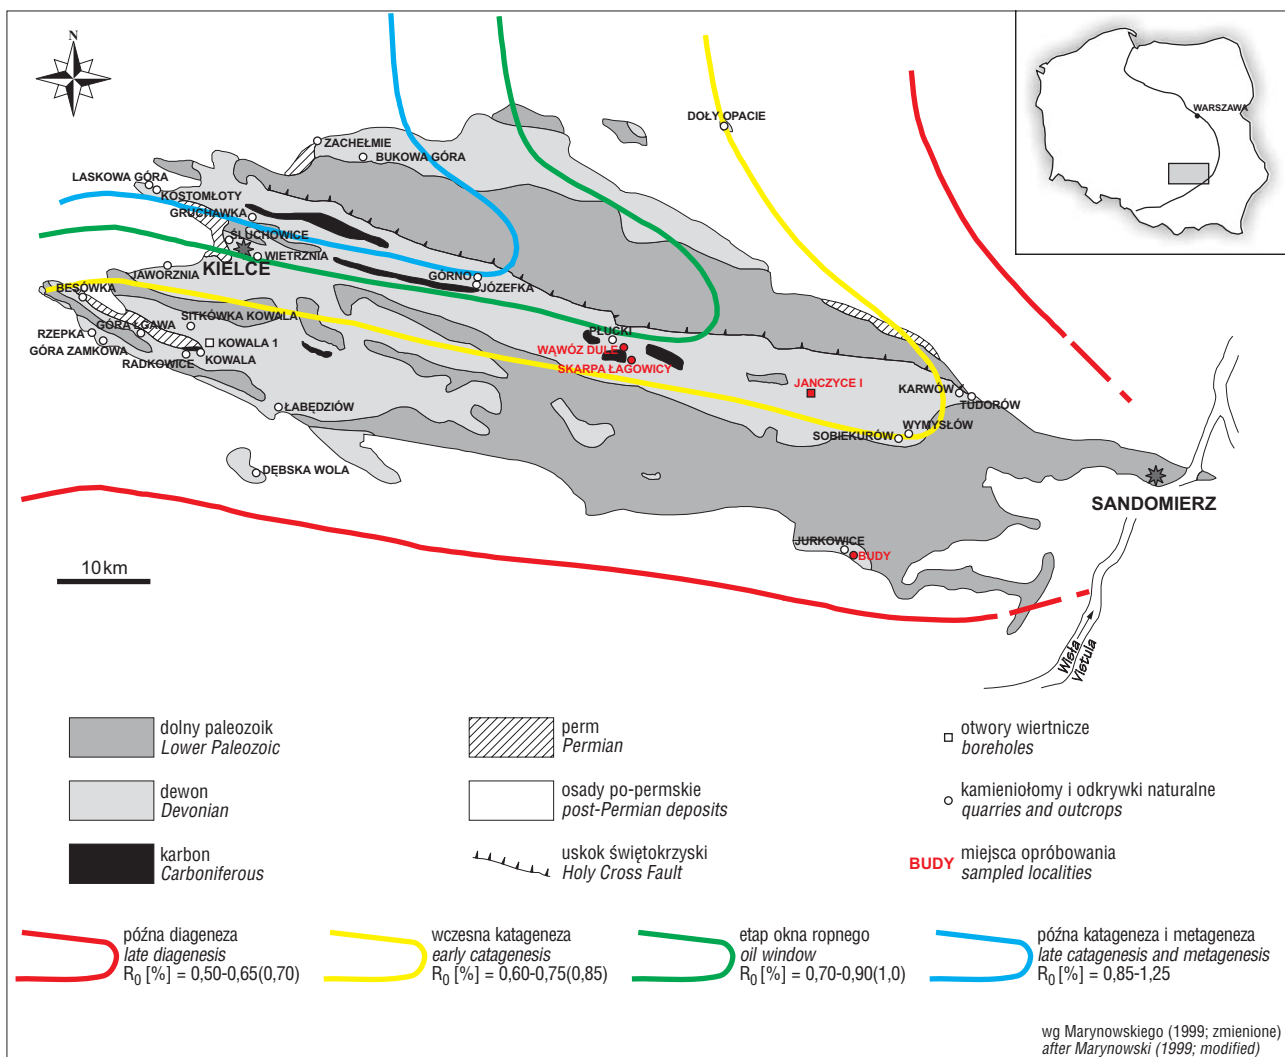 N
WARSZAWA
DOŁY OPACIE
ZACHEŁMIE
BUKOWA GÓRA
LASKOWA GÓRA
KOSTOMŁOTY
GRUCHAWKA
ŚLUCHOWICE
WIETRZNIA
KIELCE
JAWORZNIA
GÓRNO
JÓZEFKA
BESÓWKA
SITKÓWKA KOWALA
RZEPKA
GÓRA ŁGAWA
GÓRA ZAMKOWA
KOWALA 1
RADKOWICE
KOWALA
PŁUCKI
WĄWÓZ DULE
SKARPA ŁAGOWICY
JANCZYCE I
KARWÓW
TUDORÓW
ŁABĘDZIÓW
WYMYSŁÓW
SOBIEKURÓW
DĘBSKA WOLA
SANDOMIERZ
JURKOWICE
BUDY
10 km
Wisła
Vistula
dolny paleozoik
Lower Paleozoic
dewon
Devonian
karbon
Carboniferous
perm
Permian
osady po-permskie
post-Permian deposits
uskok świętokrzyski
Holy Cross Fault
otwory wiertnicze
boreholes
kamieniołomy i odkrywki naturalne
quarries and outcrops
BUDY
miejsca opróbowania
sampled localities
późna diageneza
late diagenesis
R0 [%] = 0,50-0,65(0,70)
wczesna katageneza
early catagenesis
R0 [%] = 0,60-0,75(0,85)
etap okna ropnego
oil window
R0 [%] = 0,70-0,90(1,0)
późna katageneza i metageneza
late catagenesis and metagenesis
R0 [%] = 0,85-1,25
wg Marynowskiego (1999; zmienione)
after Marynowski (1999; modified)